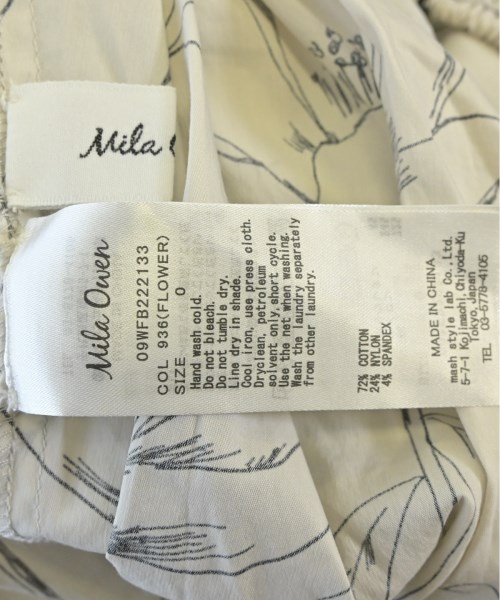 Mila
Mila Owen
09WFB222133
COL 936(FLOWER)
SIZE 0
Hand wash cold.
Do not bleach.
Do not tumble dry.
Line dry in shade.
Cool iron, use press cloth.
Dryclean, petroleum
solvent only,short cycle.
Use the net when washing.
Wash the laundry separately
from other laundry.
72% COTTON
24% NYLON
4% SPANDEX
MADE IN CHINA
mash style lab Co.,Ltd.
5-7-1 Kojimachi,Chiyoda-Ku
Tokyo,Japan
TEL 03-5778-4105